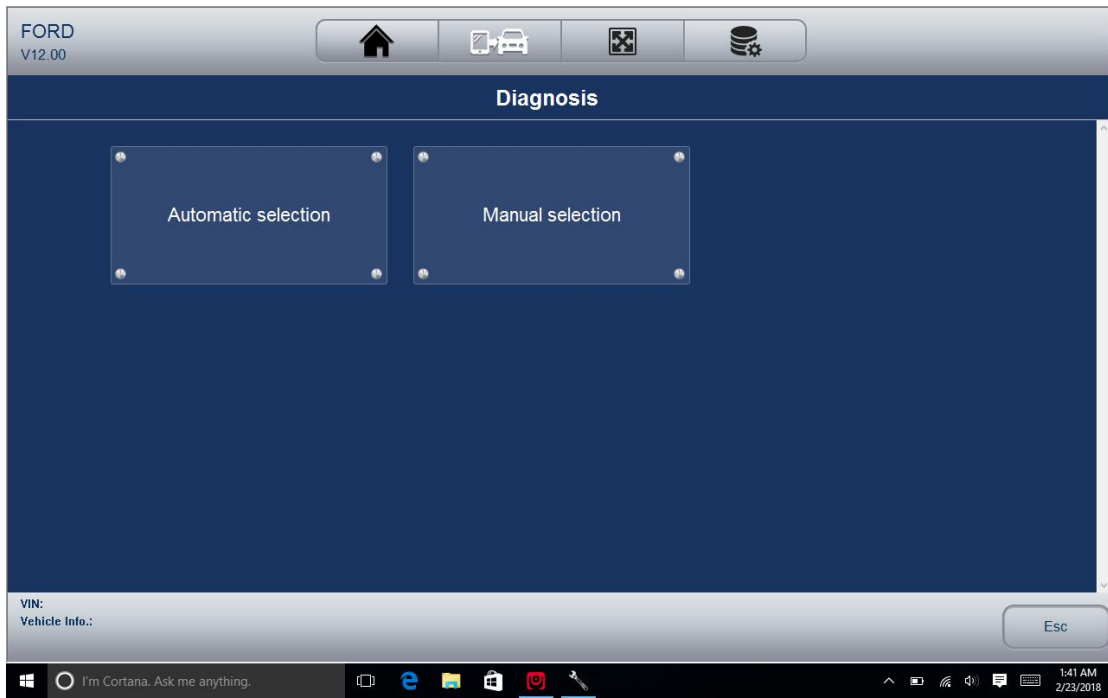 FORD
V12.00
Diagnosis
Automatic selection
Manual selection
VIN:
Vehicle Info.:
Esc
I'm Cortana. Ask me anything.
1:41 AM
2/23/2018